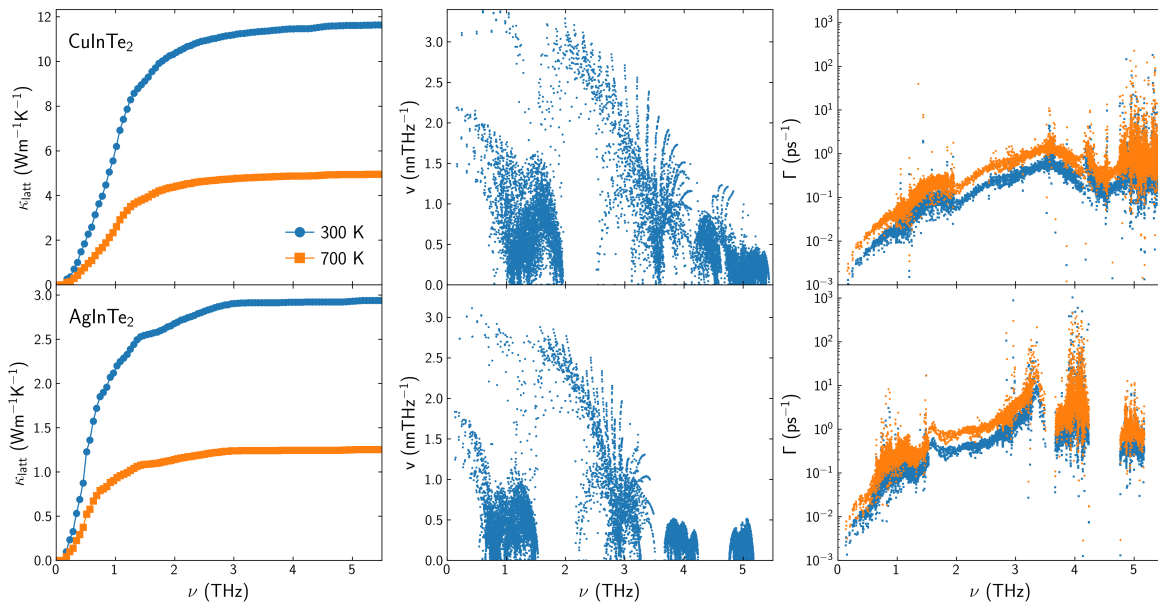 CuInTe₂
κlatt (Wm⁻¹K⁻¹)
12
10
8
6
4
2
0
300 K
700 K
v (nnTHz⁻¹)
3.0
2.5
2.0
1.5
1.0
0.5
0.0
Γ (ps⁻¹)
10³
10²
10¹
10⁰
10⁻¹
10⁻²
10⁻³
AgInTe₂
κlatt (Wm⁻¹K⁻¹)
3.0
2.5
2.0
1.5
1.0
0.5
0.0
0 1 2 3 4 5
ν (THz)
v (nnTHz⁻¹)
3.0
2.5
2.0
1.5
1.0
0.5
0.0
0 1 2 3 4 5
ν (THz)
Γ (ps⁻¹)
10³
10²
10¹
10⁰
10⁻¹
10⁻²
10⁻³
0 1 2 3 4 5
ν (THz)